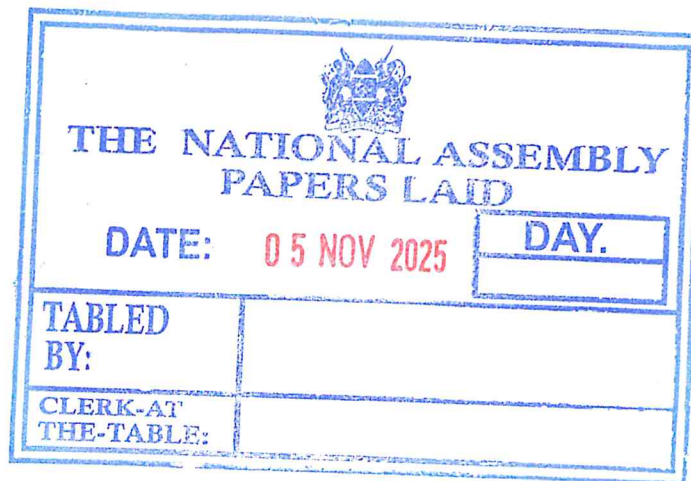 THE NATIONAL ASSEMBLY
PAPERS LAID
DATE: 05 NOV 2025 DAY.
TABLED
BY:
CLERK-AT
THE-TABLE: